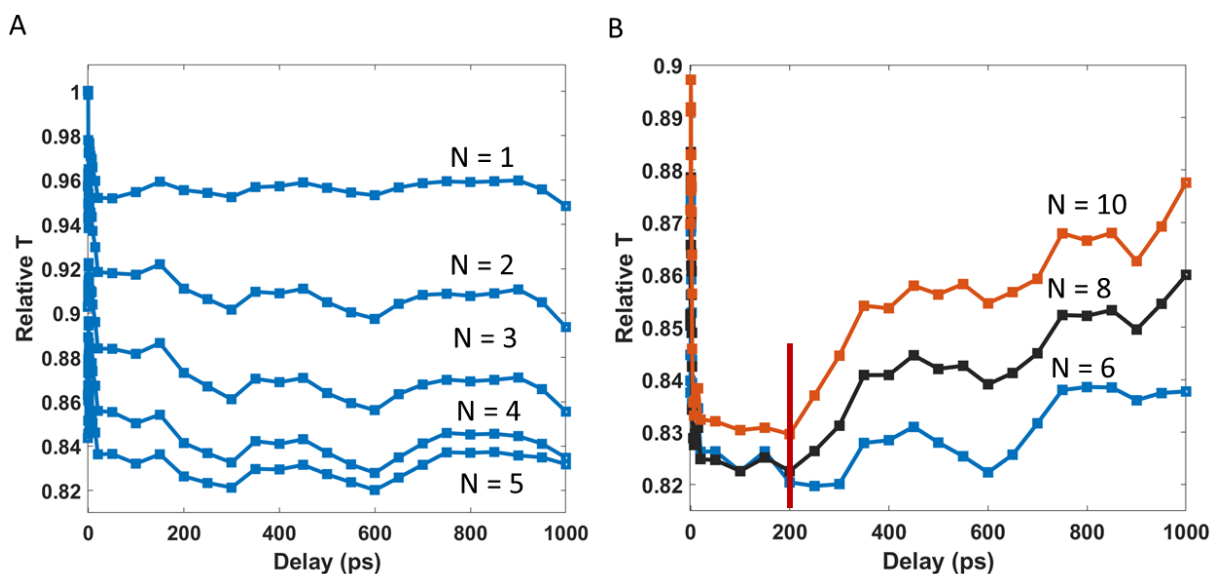 A
B
1
0.98
0.96
0.94
0.92
0.9
0.88
0.86
0.84
0.82
Relative T
N = 1
N = 2
N = 3
N = 4
N = 5
0 200 400 600 800 1000
Delay (ps)
0.9
0.89
0.88
0.87
0.86
0.85
0.84
0.83
0.82
Relative T
N = 10
N = 8
N = 6
0 200 400 600 800 1000
Delay (ps)